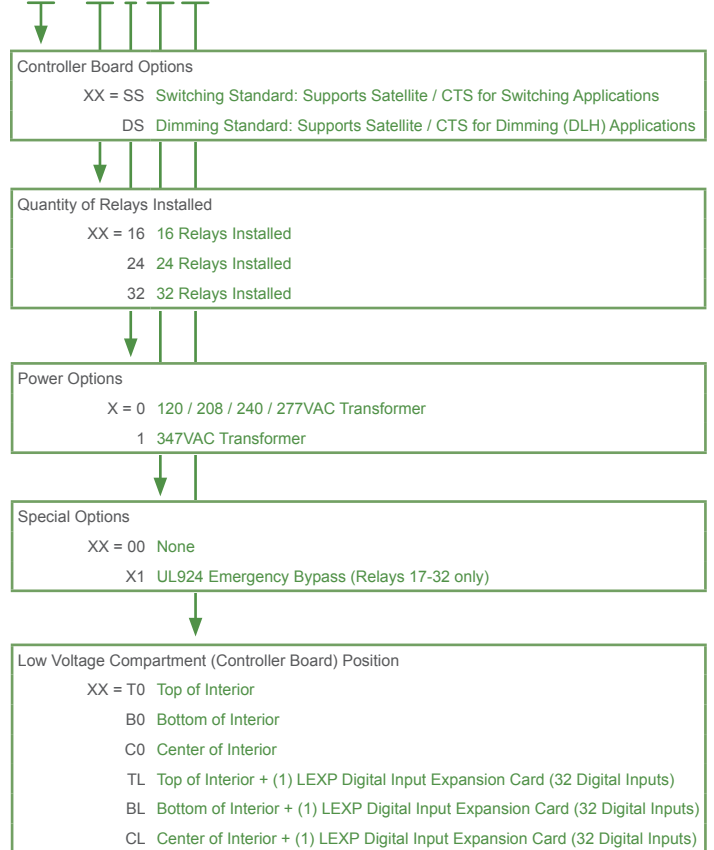 Controller Board Options
XX = SS Switching Standard: Supports Satellite / CTS for Switching Applications
DS Dimming Standard: Supports Satellite / CTS for Dimming (DLH) Applications
Quantity of Relays Installed
XX = 16 16 Relays Installed
24 24 Relays Installed
32 32 Relays Installed
Power Options
X = 0 120 / 208 / 240 / 277VAC Transformer
1 347VAC Transformer
Special Options
XX = 00 None
X1 UL924 Emergency Bypass (Relays 17-32 only)
Low Voltage Compartment (Controller Board) Position
XX = T0 Top of Interior
B0 Bottom of Interior
C0 Center of Interior
TL Top of Interior + (1) LEXP Digital Input Expansion Card (32 Digital Inputs)
BL Bottom of Interior + (1) LEXP Digital Input Expansion Card (32 Digital Inputs)
CL Center of Interior + (1) LEXP Digital Input Expansion Card (32 Digital Inputs)